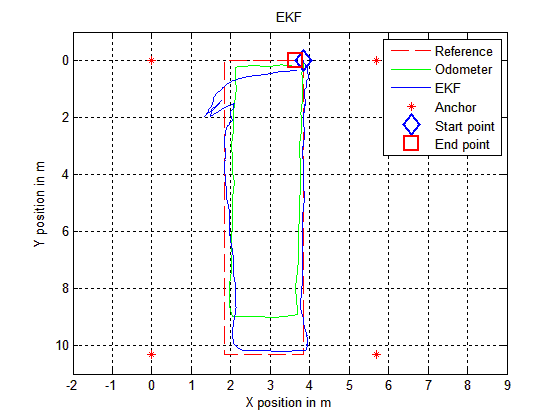 EKF
Reference
Odometer
EKF
Anchor
Start point
End point
0
2
4
6
8
10
Y position in m
-2 -1 0 1 2 3 4 5 6 7 8 9
X position in m